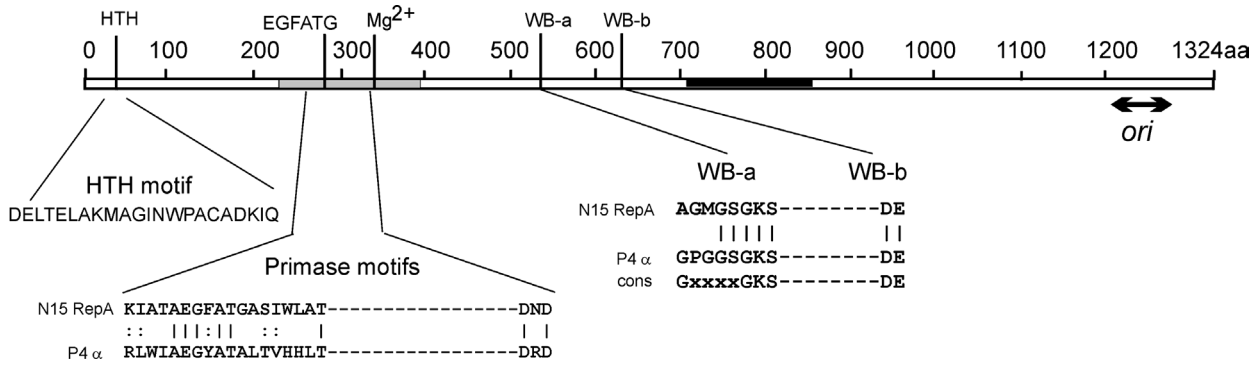 HTH EGFATG Mg2+ WB-a WB-b
0 100 200 300 400 500 600 700 800 900 1000 1100 1200 1324aa
ori
HTH motif
DELTELAKMAGINWPACADKIQ
WB-a WB-b
N15 RepA AGMGSGKS--------DE
| | | | | | |
P4 α GPGGSGKS--------DE
cons GxxxxGKS--------DE
Primase motifs
N15 RepA KIATAEGFATGASIWLAT----------------DND
:: |||:|| :: | | |
P4 α RLWIAEGYATALTVHHLT----------------DRD